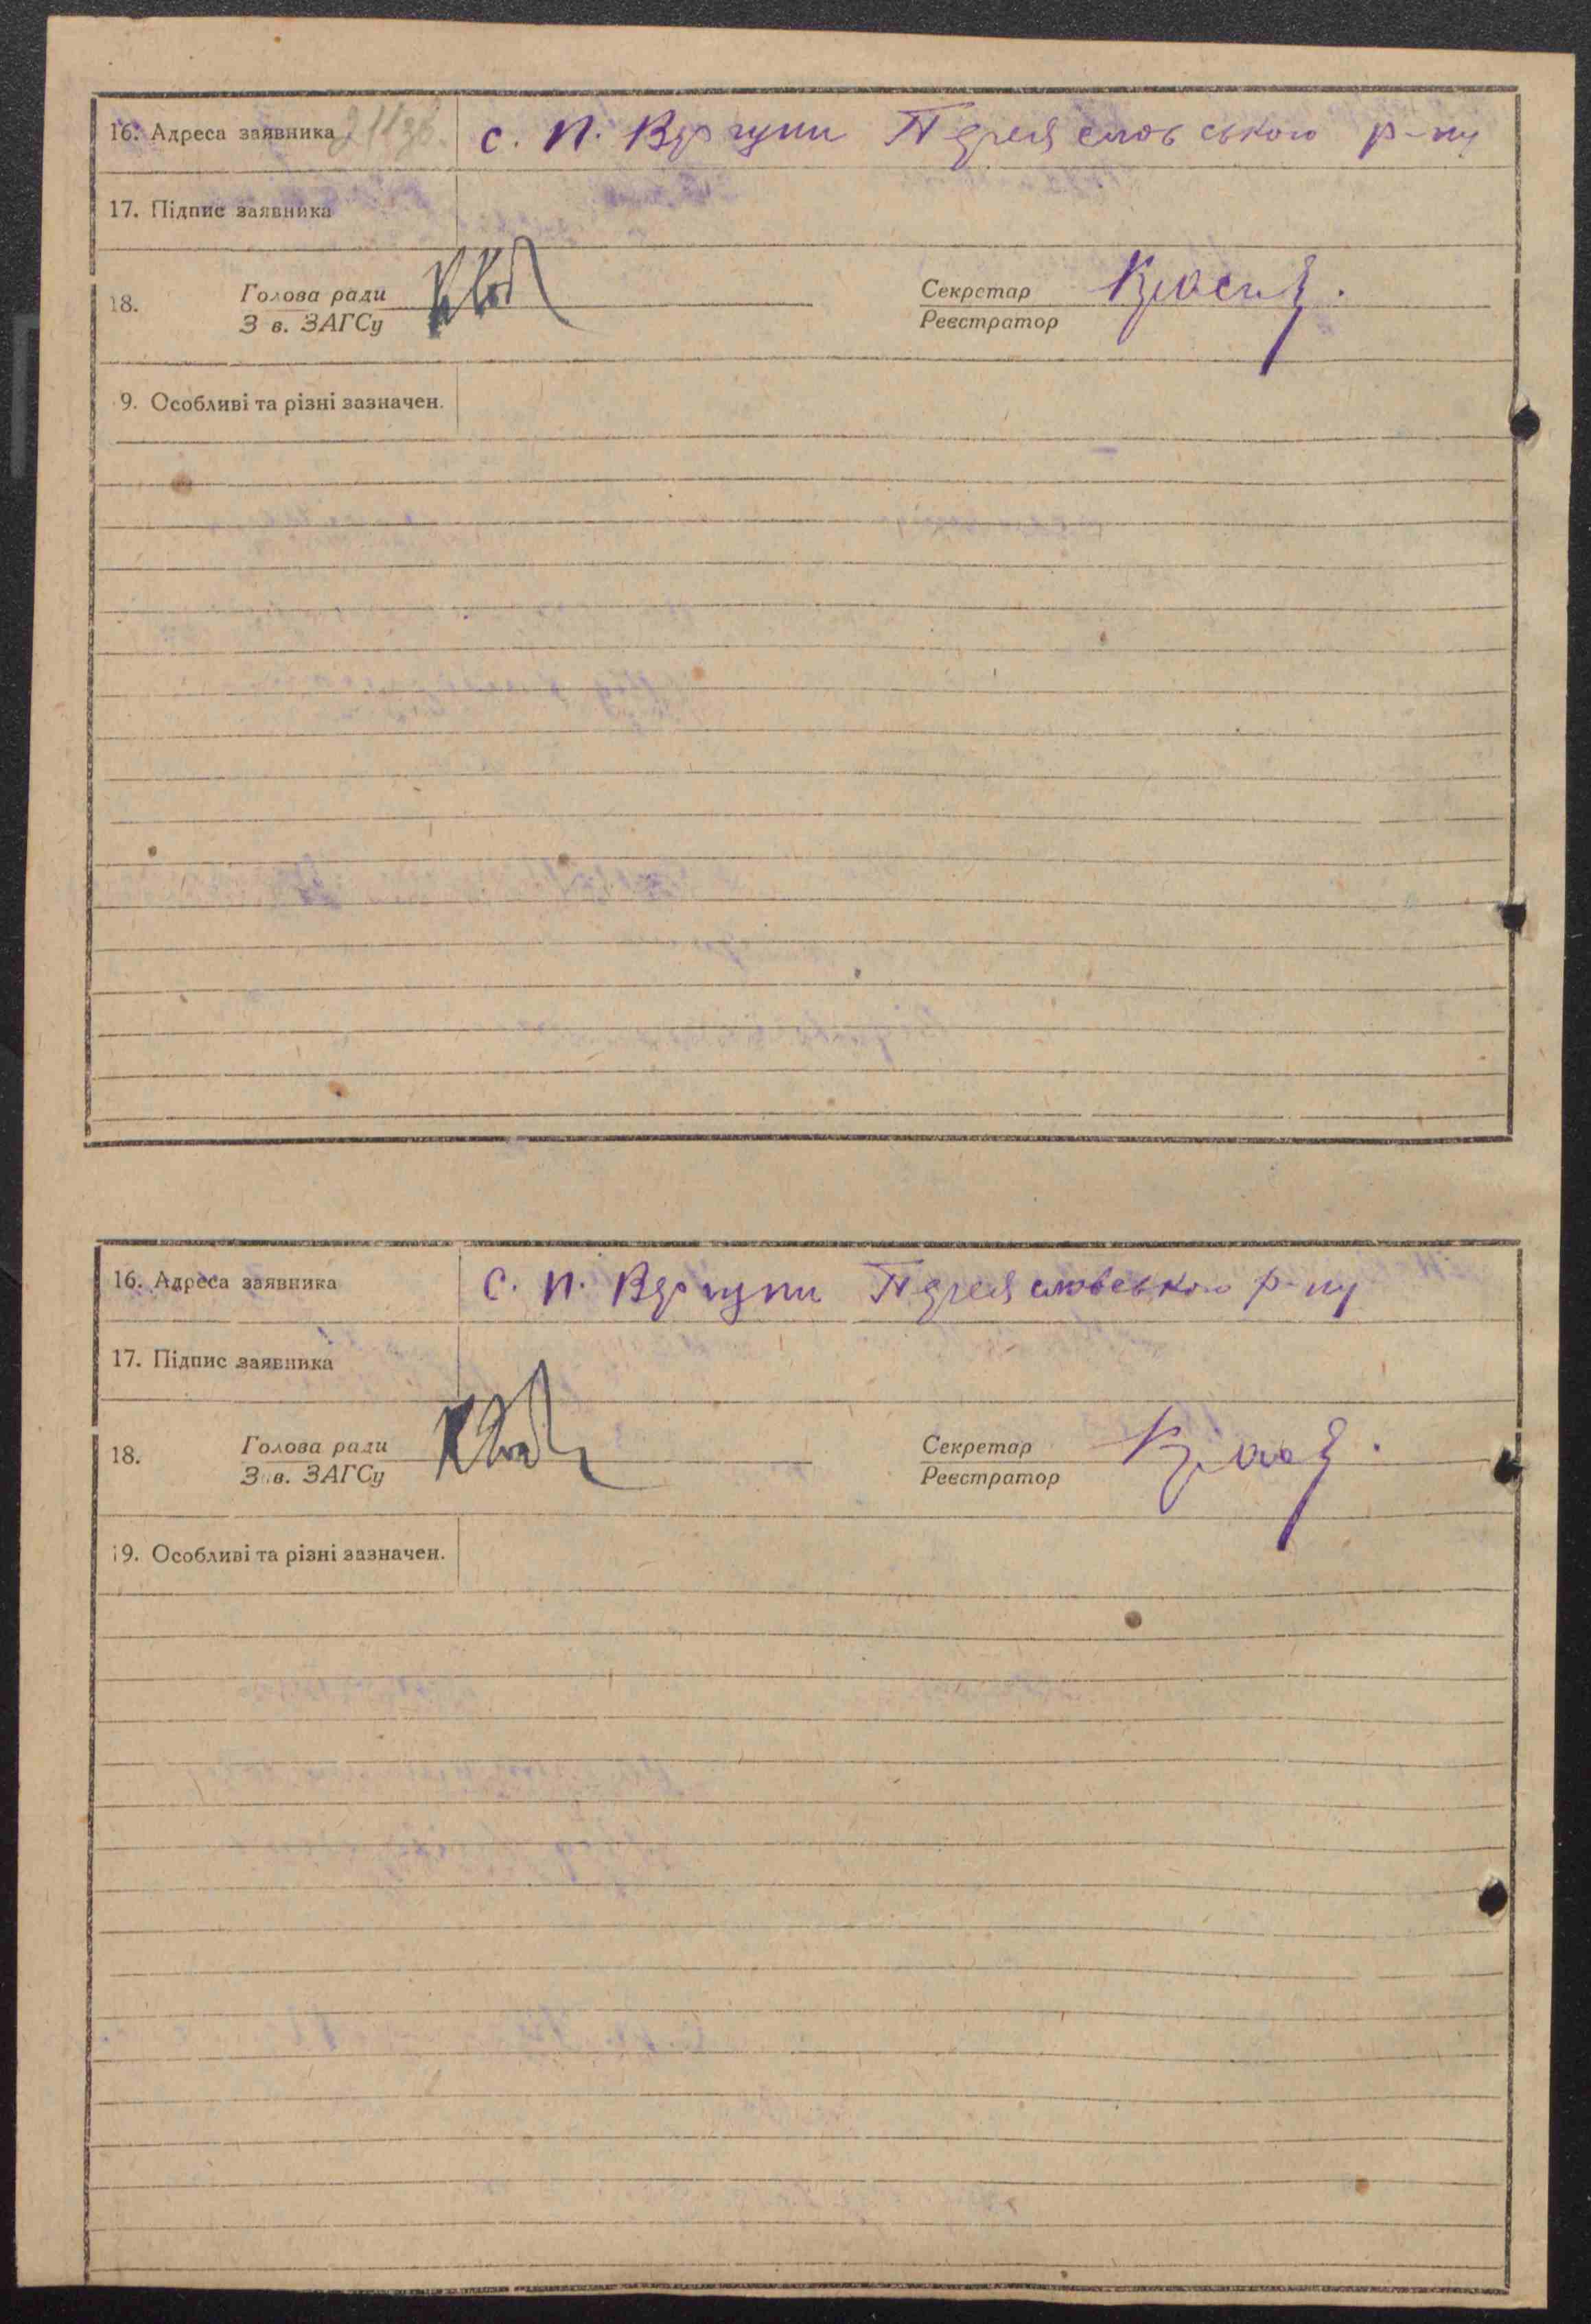 16. Адреса заявника с. П. Вергуни Переяславського р-ну
17. Підпис заявника
18. Голова ради Секретар
З в. ЗАГСу Реєстратор
9. Особливі та різні зазначен.
16. Адреса заявника с. П. Вергуни Переяславського р-ну
17. Підпис заявника
18. Голова ради Секретар
З в. ЗАГСу Реєстратор
19. Особливі та різні зазначен.